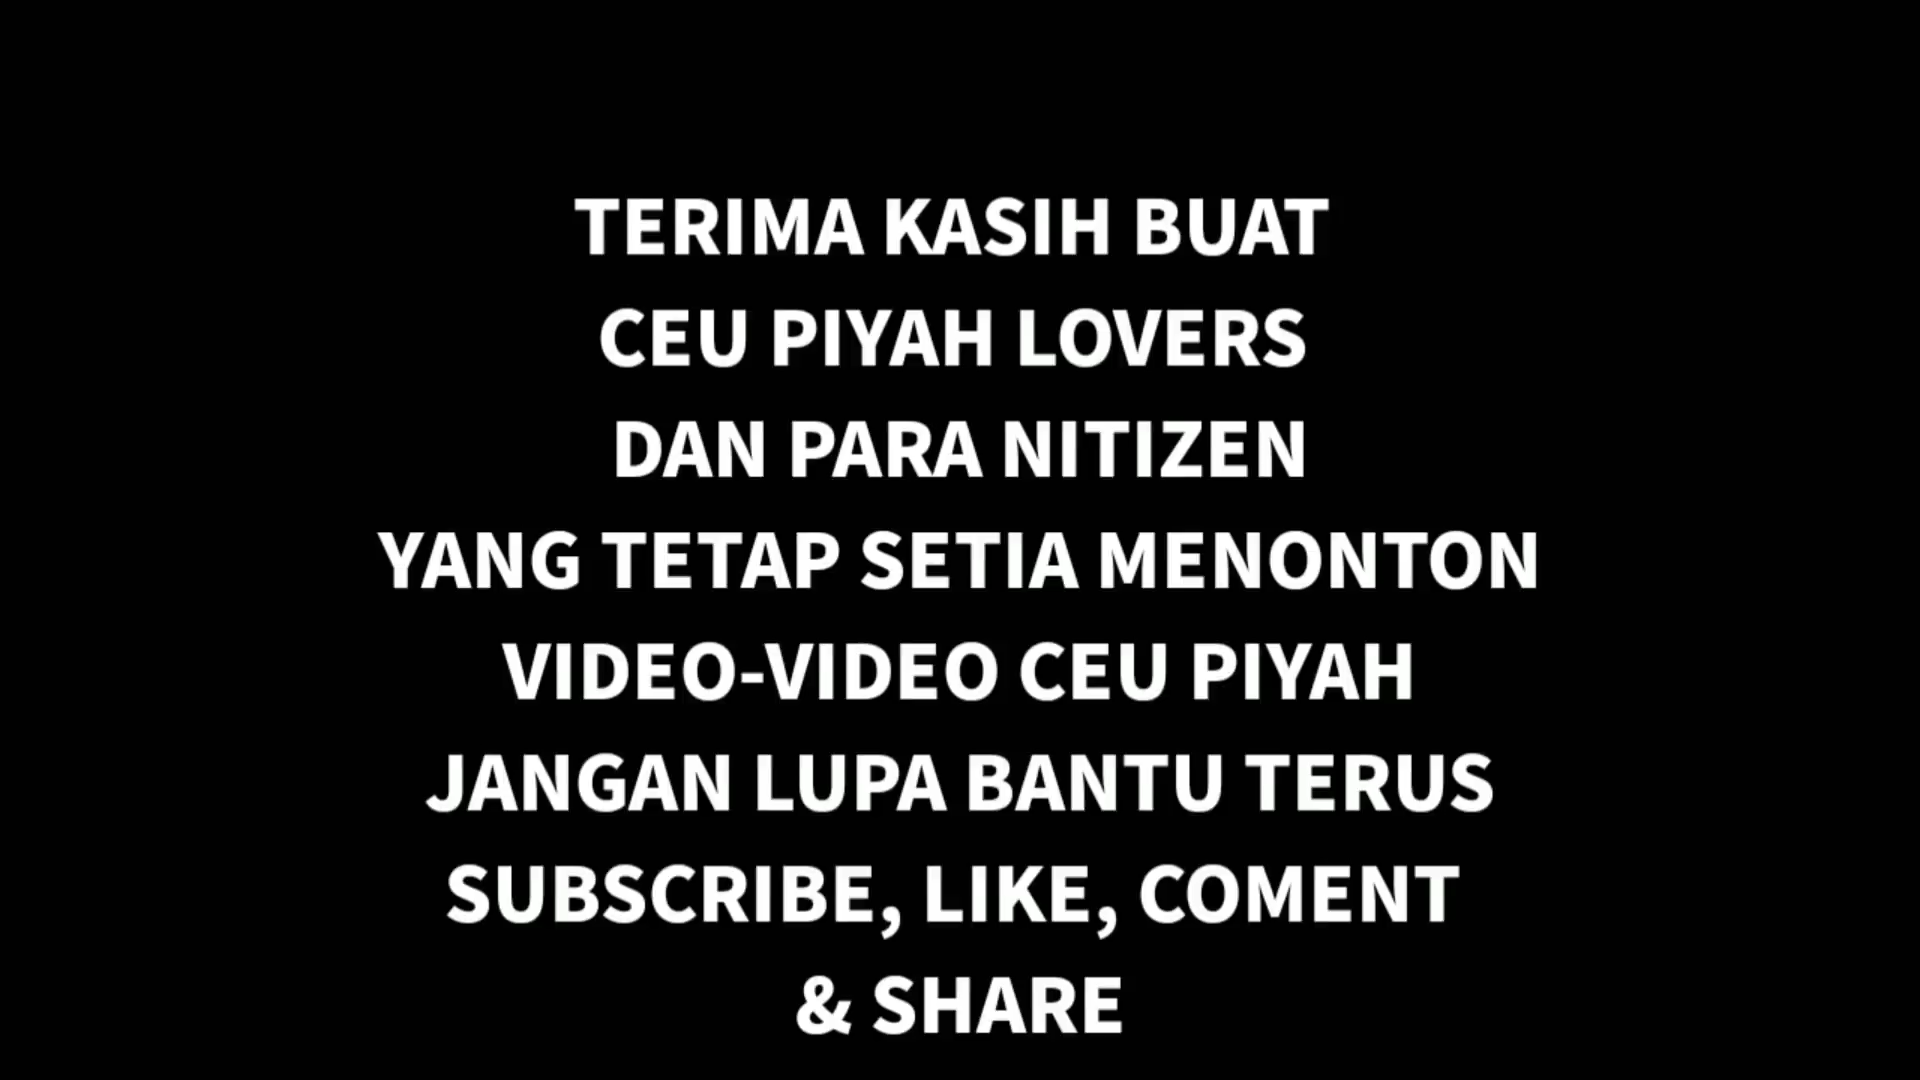 TERIMA KASIH BUAT
CEU PIYAH LOVERS
DAN PARA NITIZEN
YANG TETAP SETIA MENONTON
VIDEO-VIDEO CEU PIYAH
JANGAN LUPA BANTU TERUS
SUBSCRIBE, LIKE, COMENT
& SHARE